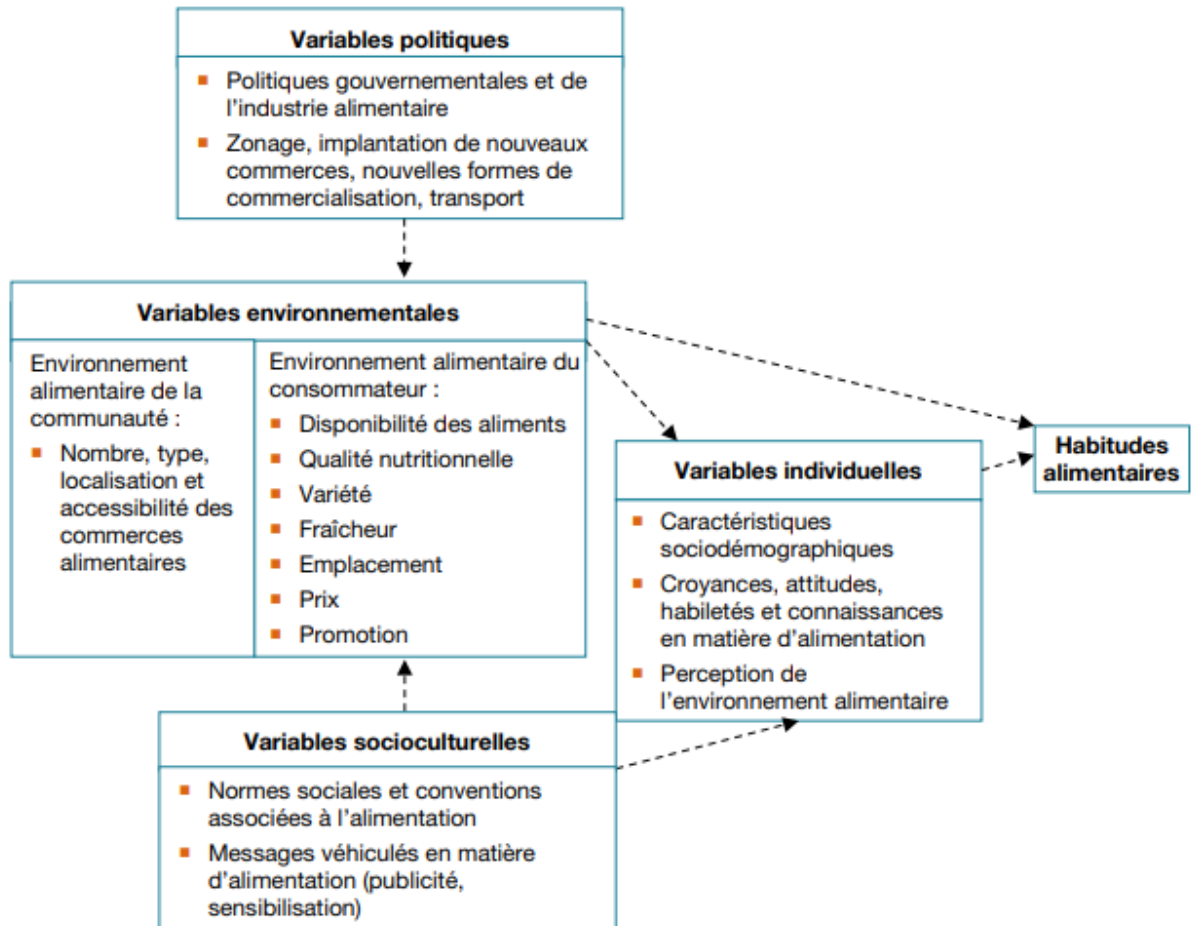 Variables politiques
▪ Politiques gouvernementales et de
l'industrie alimentaire
▪ Zonage, implantation de nouveaux
commerces, nouvelles formes de
commercialisation, transport
Variables environnementales
Environnement
alimentaire de la
communauté :
▪ Nombre, type,
localisation et
accessibilité des
commerces
alimentaires
Environnement alimentaire du
consommateur :
▪ Disponibilité des aliments
▪ Qualité nutritionnelle
▪ Variété
▪ Fraîcheur
▪ Emplacement
▪ Prix
▪ Promotion
Variables individuelles
▪ Caractéristiques
sociodémographiques
▪ Croyances, attitudes,
habiletés et connaissances
en matière d'alimentation
▪ Perception de
l'environnement alimentaire
Habitudes
alimentaires
Variables socioculturelles
▪ Normes sociales et conventions
associées à l'alimentation
▪ Messages véhiculés en matière
d'alimentation (publicité,
sensibilisation)